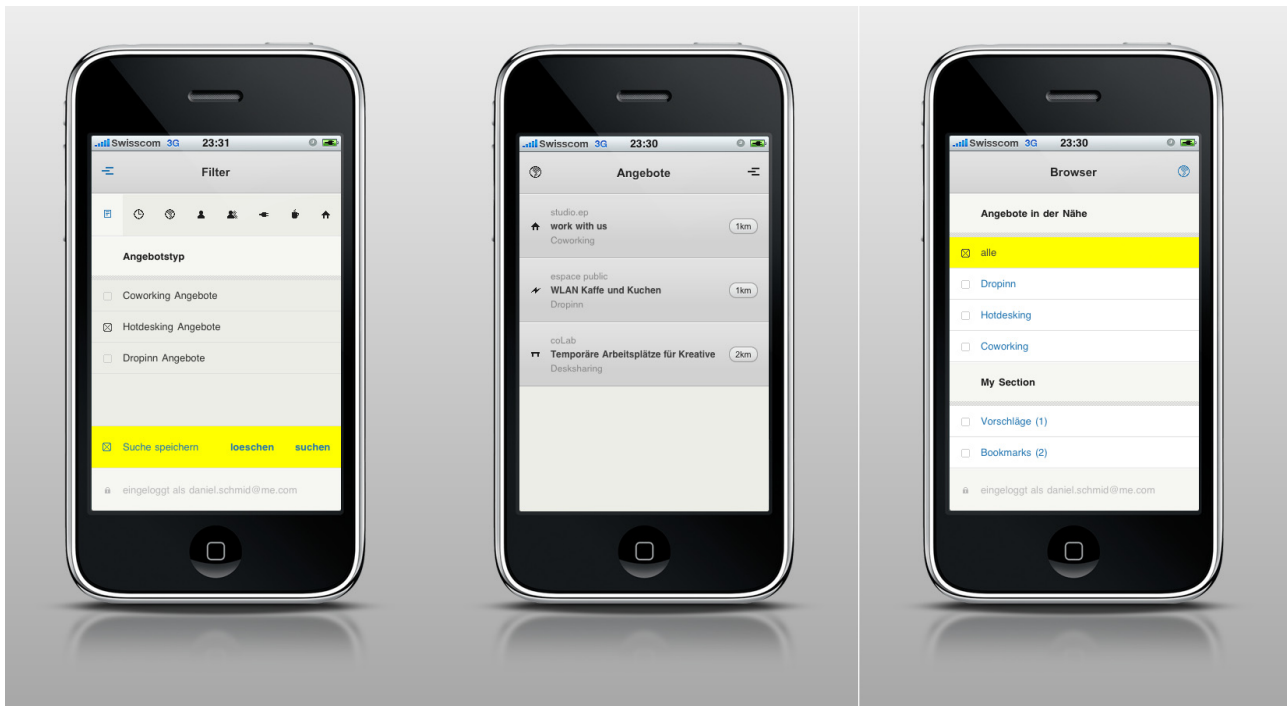 Swisscom 3G 23:31
Filter
Angebotstyp
Coworking Angebote
Hotdesking Angebote
Dropinn Angebote
Suche speichern loeschen suchen
eingeloggt als daniel.schmid@me.com
Swisscom 3G 23:30
Angebote
studio.ep
work with us
1km
Coworking
espace public
WLAN Kaffe und Kuchen
1km
Dropinn
coLab
Temporäre Arbeitsplätze für Kreative
2km
Desksharing
Swisscom 3G 23:30
Browser
Angebote in der Nähe
alle
Dropinn
Hotdesking
Coworking
My Section
Vorschläge (1)
Bookmarks (2)
eingeloggt als daniel.schmid@me.com